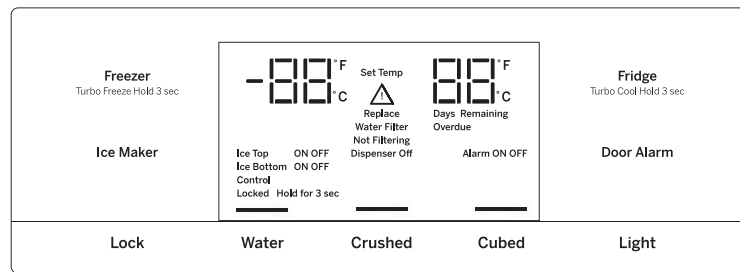 Freezer
Turbo Freeze Hold 3 sec
Ice Maker
-88 °F °C
Set Temp
88 °F °C
Replace
Water Filter
Not Filtering
Dispenser Off
Days Remaining
Overdue
Ice Top ON OFF
Ice Bottom ON OFF
Control
Locked Hold for 3 sec
Alarm ON OFF
Fridge
Turbo Cool Hold 3 sec
Door Alarm
Lock
Water
Crushed
Cubed
Light